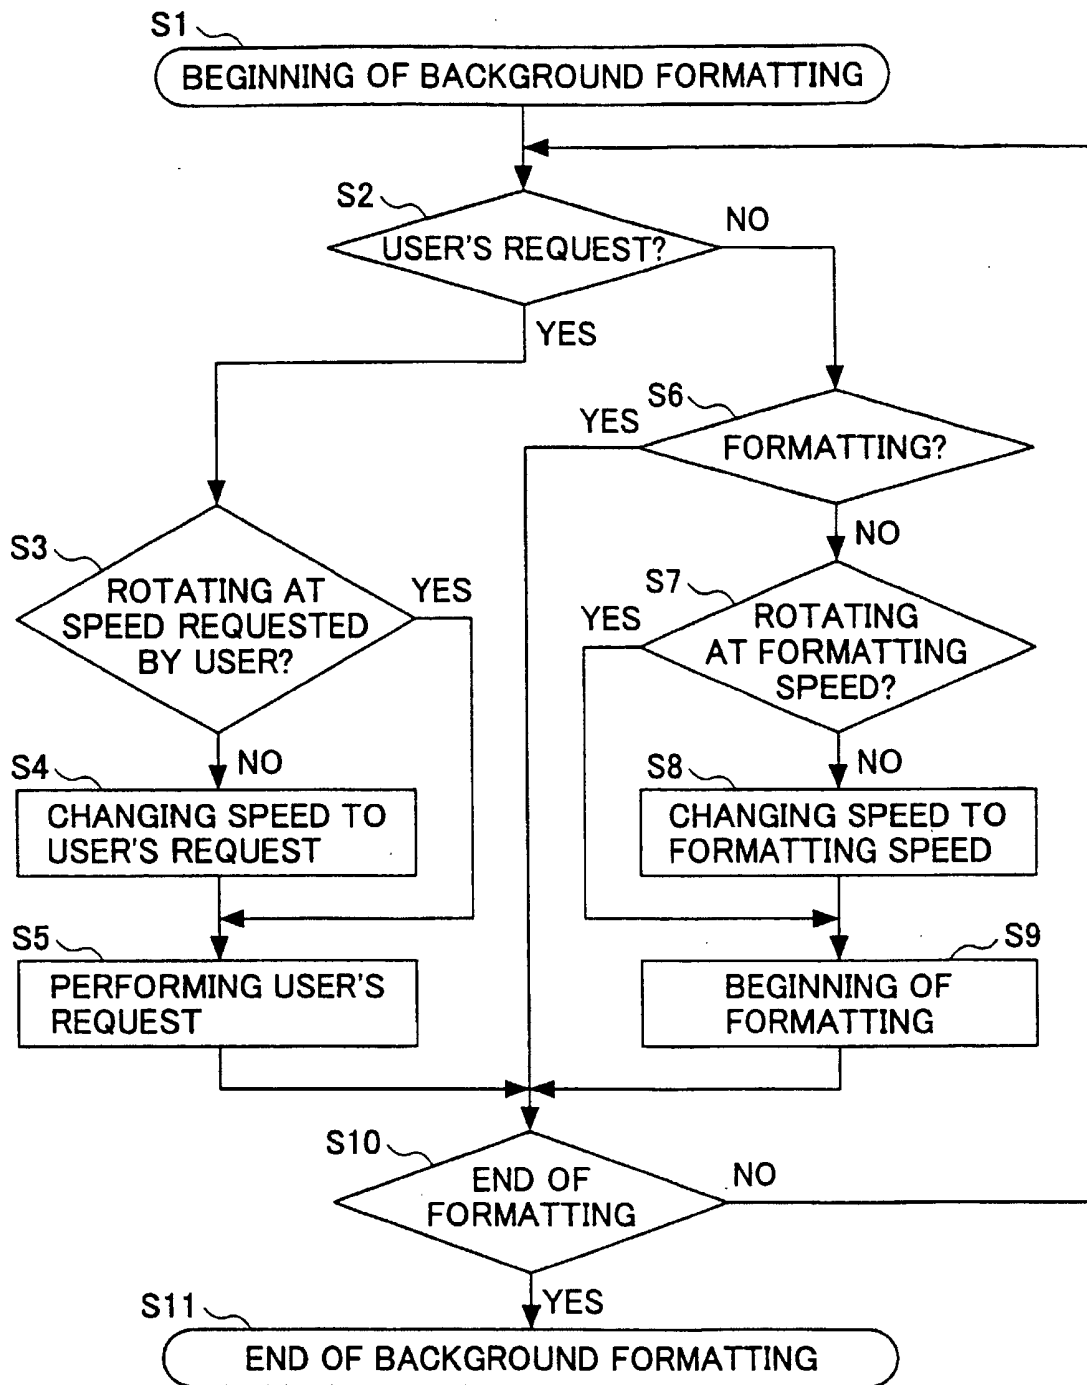 S1
BEGINNING OF BACKGROUND FORMATTING
S2
USER'S REQUEST?
NO
YES
S6
YES
FORMATTING?
NO
S3
ROTATING AT
SPEED REQUESTED
BY USER?
YES
NO
S7
YES
ROTATING
AT FORMATTING
SPEED?
NO
S4
CHANGING SPEED TO
USER'S REQUEST
S8
CHANGING SPEED TO
FORMATTING SPEED
S5
PERFORMING USER'S
REQUEST
S9
BEGINNING OF
FORMATTING
S10
END OF
FORMATTING
NO
YES
S11
END OF BACKGROUND FORMATTING